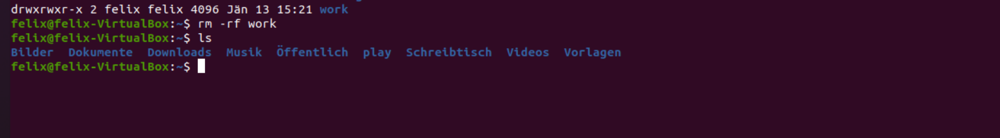 drwxrwxr-x 2 felix felix 4096 Jän 13 15:21 work
felix@felix-VirtualBox:~$ rm -rf work
felix@felix-VirtualBox:~$ ls
Bilder  Dokumente  Downloads  Musik  Öffentlich  play  Schreibtisch  Videos  Vorlagen
felix@felix-VirtualBox:~$